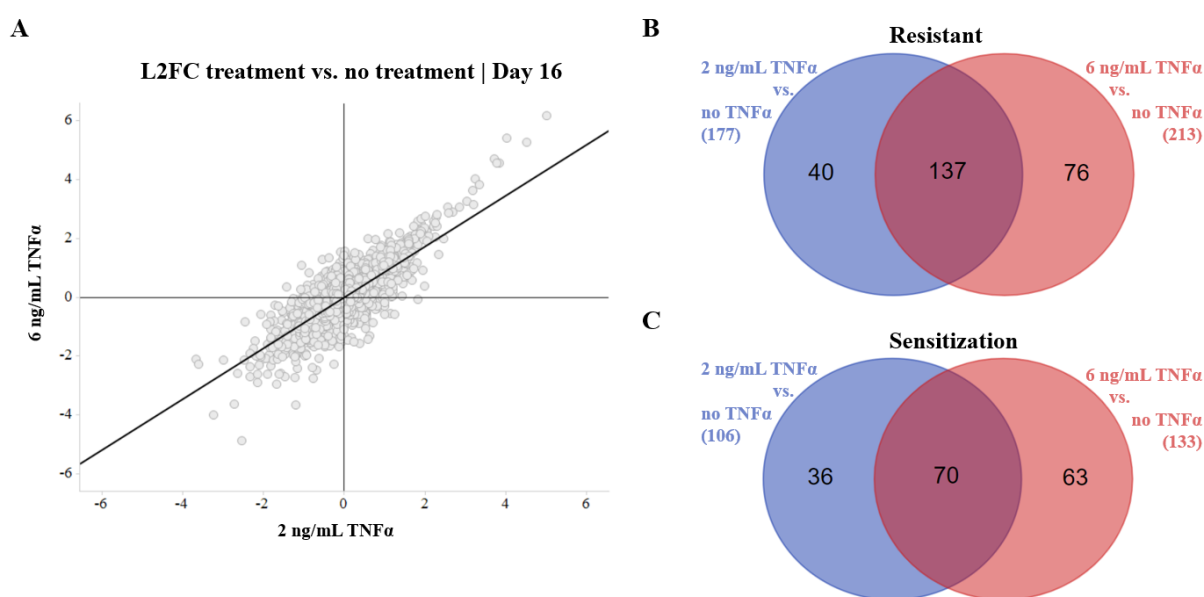 A
L2FC treatment vs. no treatment | Day 16
6
4
2
0
-2
-4
-6
-6
-4
-2
0
2
4
6
6 ng/mL TNFα
2 ng/mL TNFα
B
Resistant
2 ng/mL TNFα
vs.
no TNFα
(177)
6 ng/mL TNFα
vs.
no TNFα
(213)
40
137
76
C
Sensitization
2 ng/mL TNFα
vs.
no TNFα
(106)
6 ng/mL TNFα
vs.
no TNFα
(133)
36
70
63